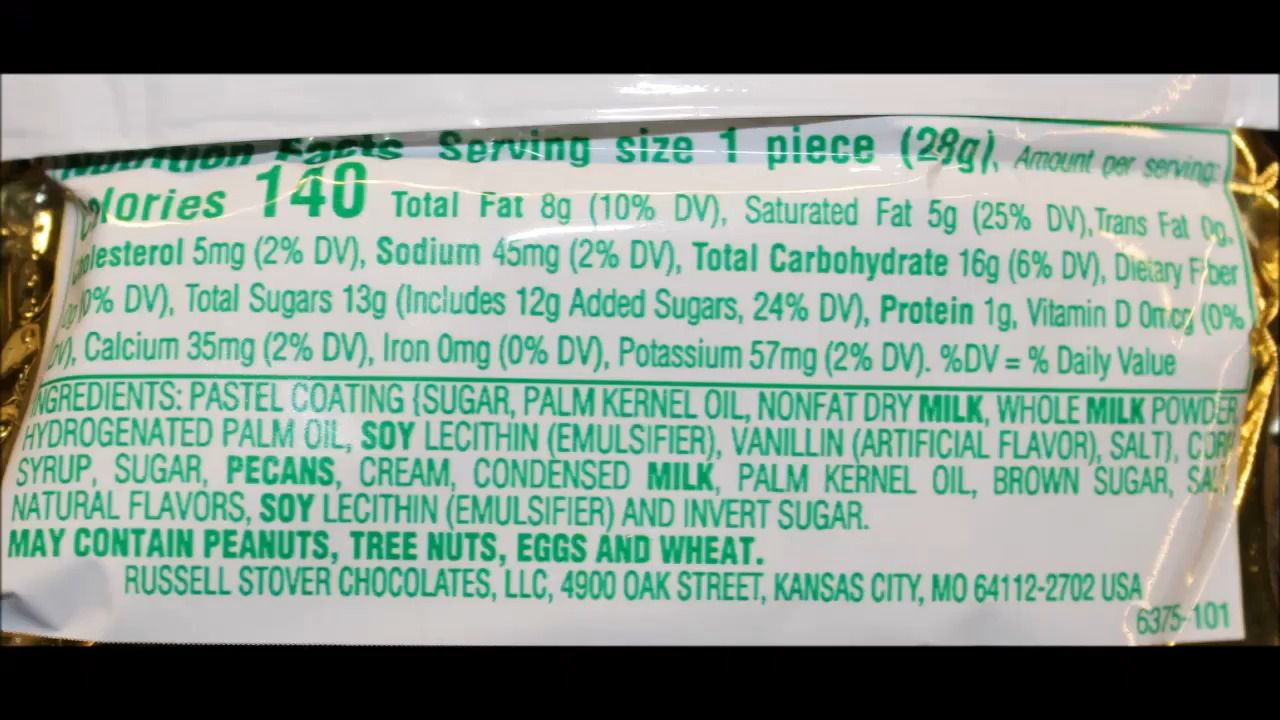 Nutrition Facts Serving size 1 piece (28g), Amount per serving:
Calories 140 Total Fat 8g (10% DV), Saturated Fat 5g (25% DV), Trans Fat 0g,
Cholesterol 5mg (2% DV), Sodium 45mg (2% DV), Total Carbohydrate 16g (6% DV), Dietary Fiber
0g (0% DV), Total Sugars 13g (Includes 12g Added Sugars, 24% DV), Protein 1g, Vitamin D 0mcg (0%
DV), Calcium 35mg (2% DV), Iron 0mg (0% DV), Potassium 57mg (2% DV). %DV = % Daily Value
INGREDIENTS: PASTEL COATING {SUGAR, PALM KERNEL OIL, NONFAT DRY MILK, WHOLE MILK POWDER
HYDROGENATED PALM OIL, SOY LECITHIN (EMULSIFIER), VANILLIN (ARTIFICIAL FLAVOR), SALT}, CORN
SYRUP, SUGAR, PECANS, CREAM, CONDENSED MILK, PALM KERNEL OIL, BROWN SUGAR, SALT,
NATURAL FLAVORS, SOY LECITHIN (EMULSIFIER) AND INVERT SUGAR.
MAY CONTAIN PEANUTS, TREE NUTS, EGGS AND WHEAT.
RUSSELL STOVER CHOCOLATES, LLC, 4900 OAK STREET, KANSAS CITY, MO 64112-2702 USA
6375-101